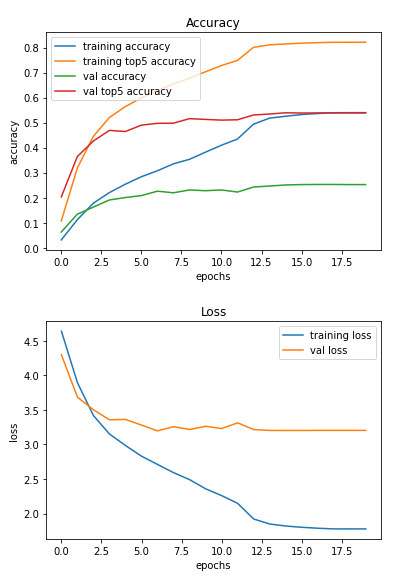 Accuracy
training accuracy
training top5 accuracy
val accuracy
val top5 accuracy
0.8
0.7
0.6
0.5
0.4
0.3
0.2
0.1
0.0
accuracy
0.0 2.5 5.0 7.5 10.0 12.5 15.0 17.5
epochs
Loss
training loss
val loss
4.5
4.0
3.5
3.0
2.5
2.0
loss
0.0 2.5 5.0 7.5 10.0 12.5 15.0 17.5
epochs